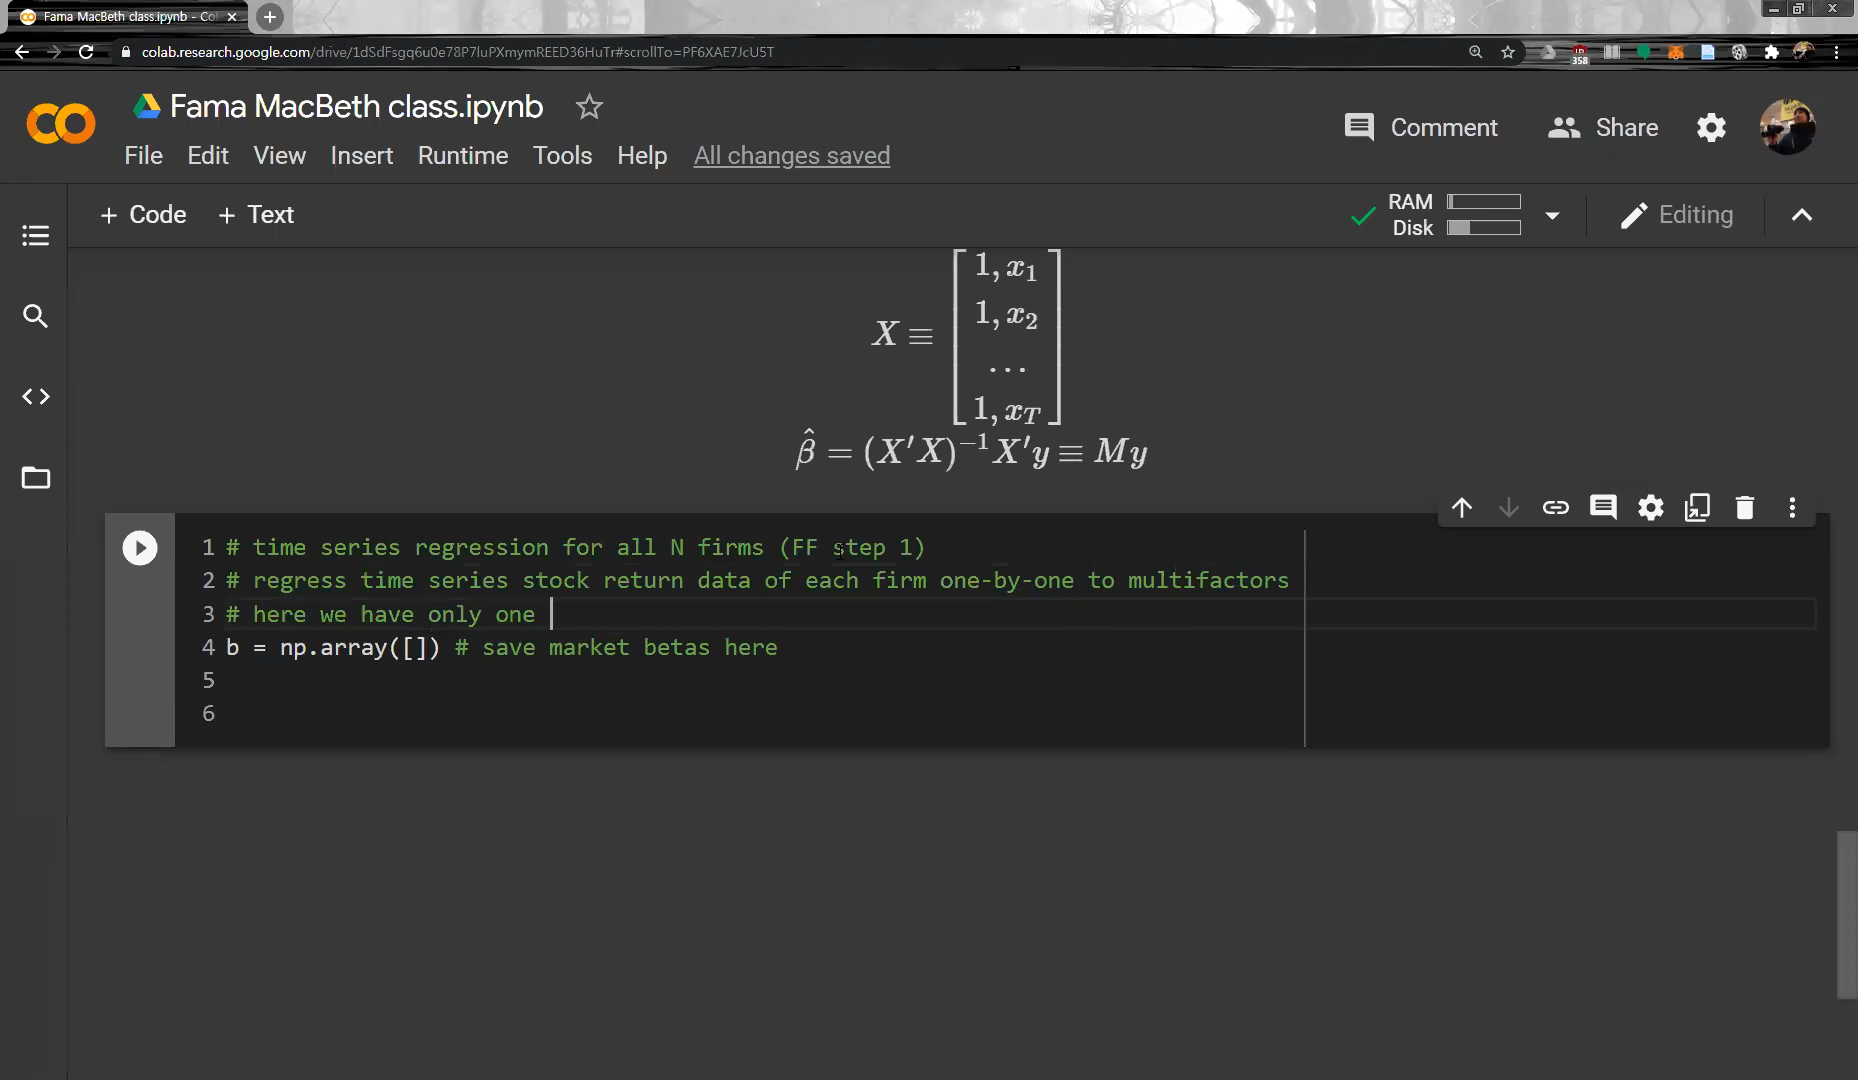 Fama MacBeth class.ipynb - Co
colab.research.google.com/drive/1dSdFsgq6u0e78P7luPXmymREED36HuTr#scrollTo=PF6XAE7JcU5T
358
Fama MacBeth class.ipynb
Comment
Share
File Edit View Insert Runtime Tools Help All changes saved
+ Code + Text
RAM
Disk
Editing
X ≡ [1, x₁
1, x₂
...
1, x_T]
β̂ = (X′X)⁻¹X′y ≡ My
1 # time series regression for all N firms (FF step 1)
2 # regress time series stock return data of each firm one-by-one to multifactors
3 # here we have only one
4 b = np.array([]) # save market betas here
5
6